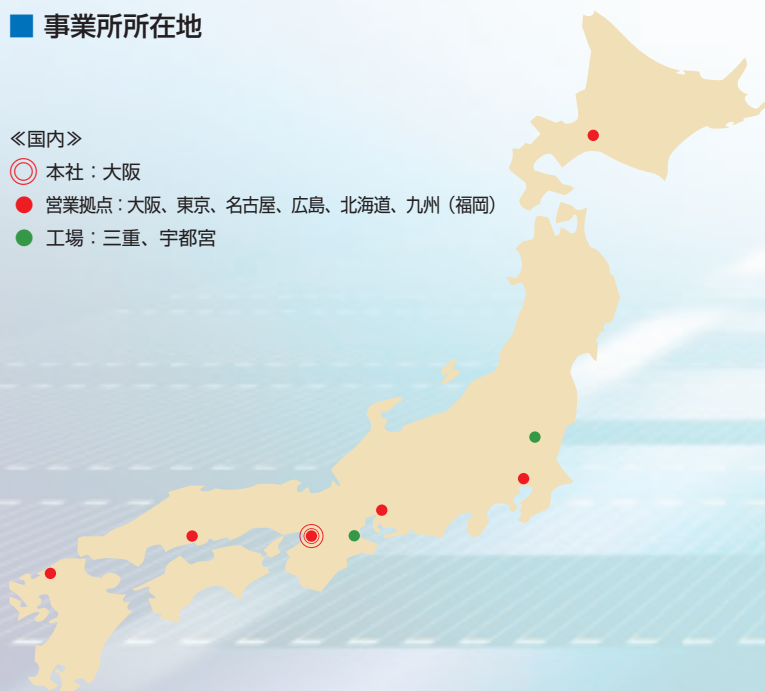 事業所所在地
≪国内≫
本社：大阪
営業拠点：大阪、東京、名古屋、広島、北海道、九州（福岡）
工場：三重、宇都宮